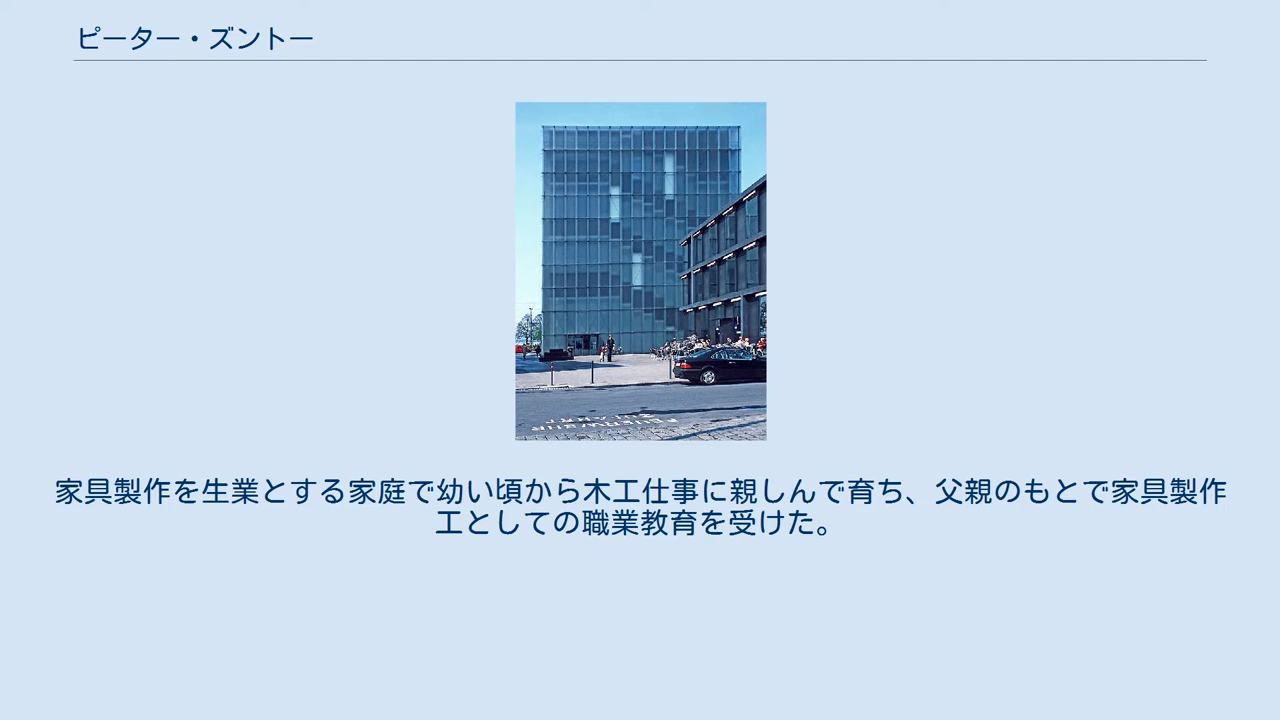 ピーター・ズントー
FEUERWEHR
ZUFAHRT
家具製作を生業とする家庭で幼い頃から木工仕事に親しんで育ち、父親のもとで家具製作
工としての職業教育を受けた。